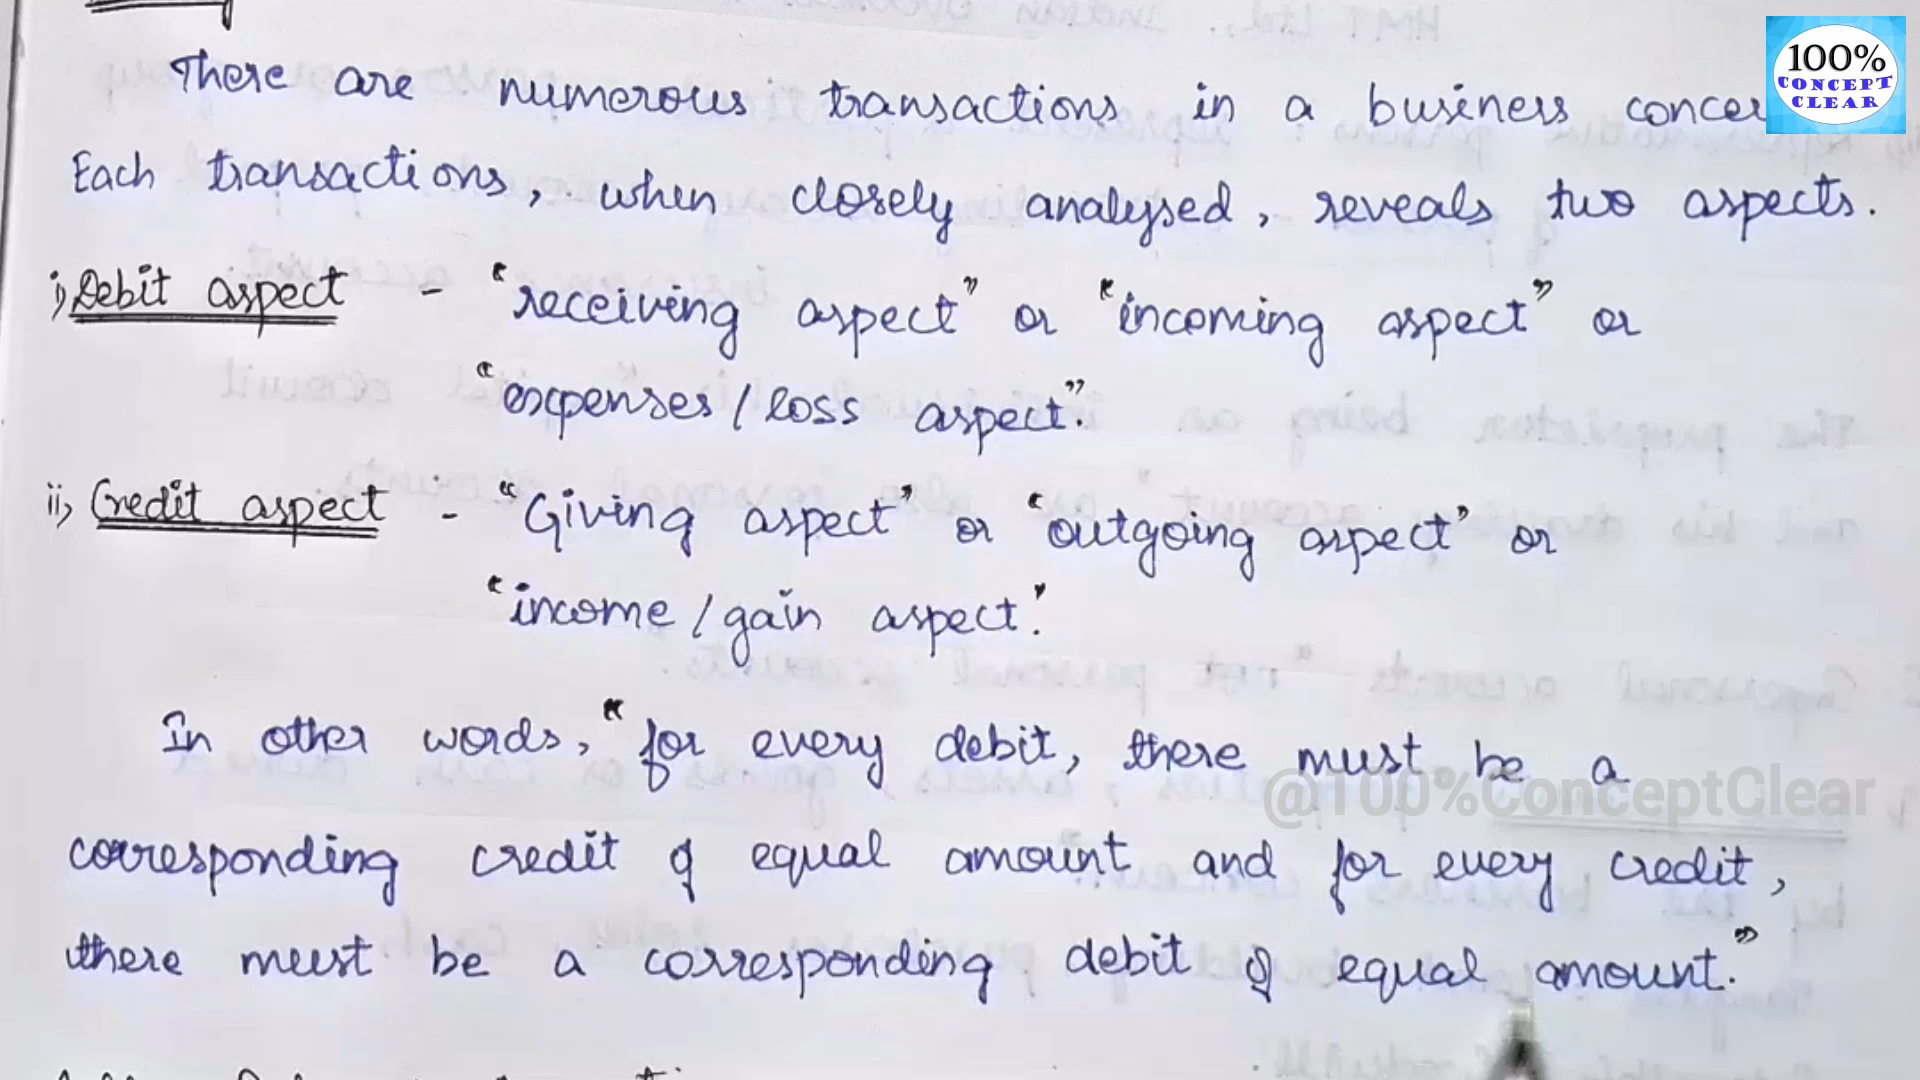 There are numerous transactions in a business concer
Each transactions, when closely analysed, reveals two aspects.
i) Debit aspect - "receiving aspect" or "incoming aspect" or
"expenses/loss aspect".
ii) Credit aspect - "Giving aspect" or "outgoing aspect" or
"income/gain aspect".
In other words, "for every debit, there must be a
corresponding credit of equal amount and for every credit,
there must be a corresponding debit of equal amount."
100%
CONCEPT
CLEAR
@100%ConceptClear